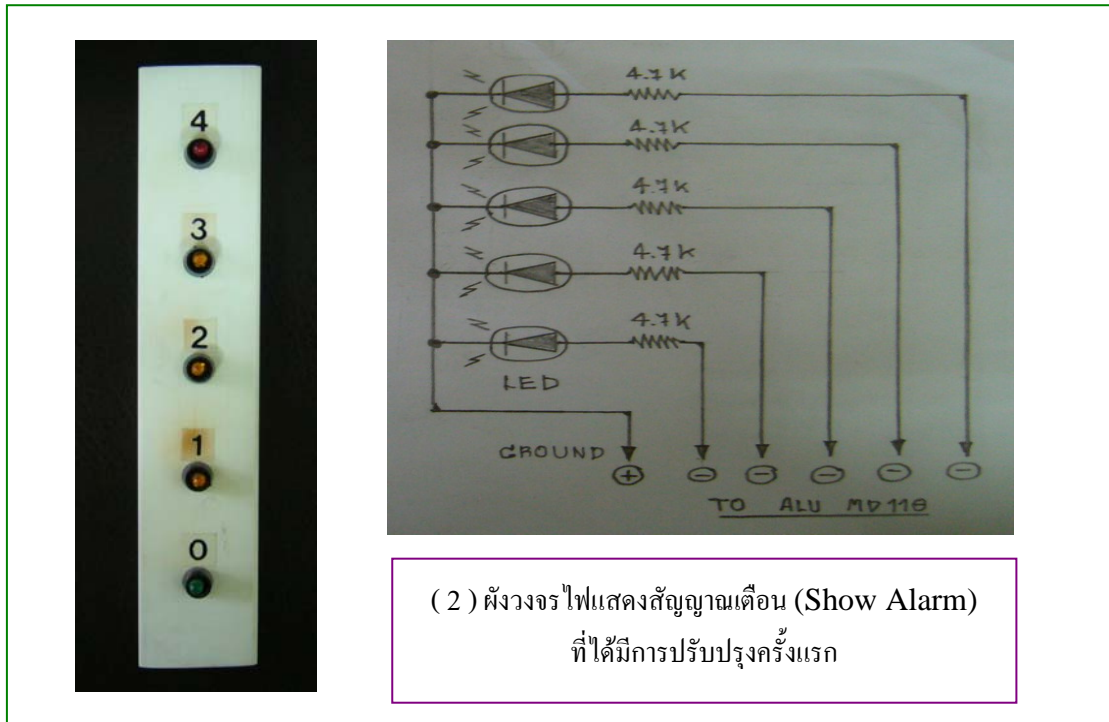 4
3
2
1
0
4.7K
4.7K
4.7K
4.7K
4.7K
LED
GROUND
+ - - - - -
TO ALU MD110
( 2 ) ผังวงจรไฟแสดงสัญญาณเตือน (Show Alarm)
ที่ได้มีการปรับปรุงครั้งแรก